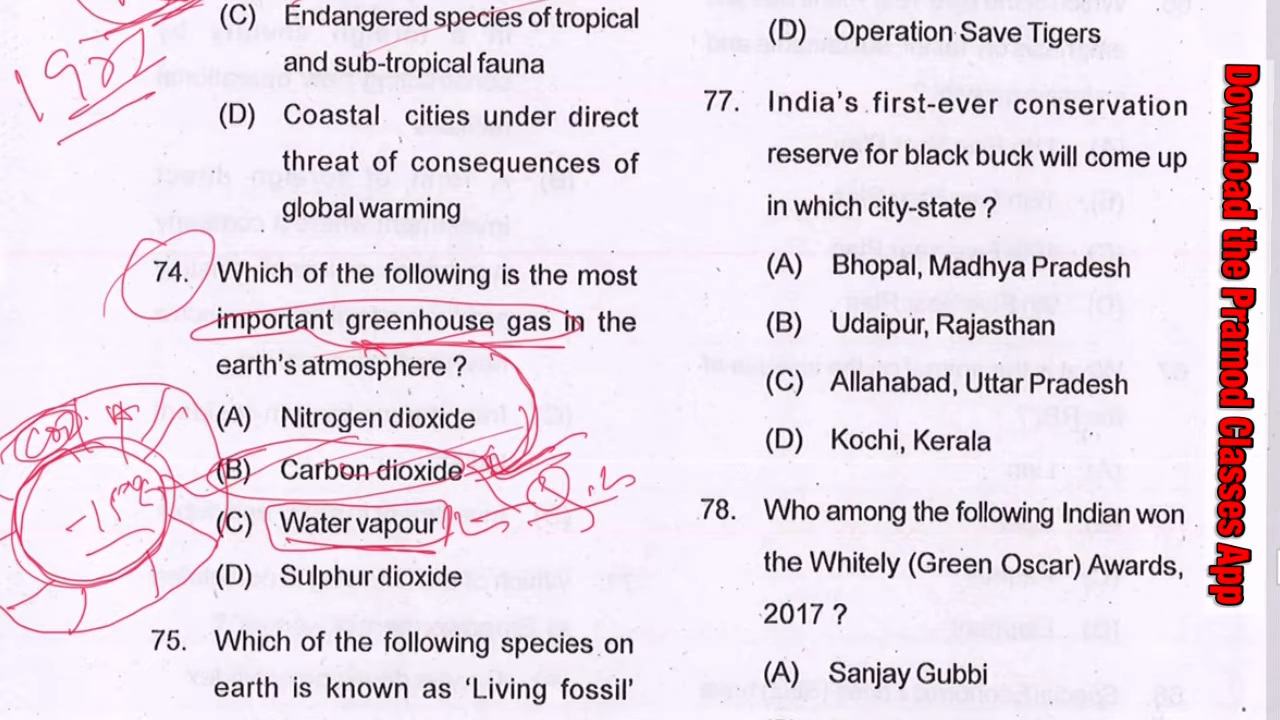 (C) Endangered species of tropical
and sub-tropical fauna
(D) Coastal cities under direct
threat of consequences of
global warming
74. Which of the following is the most
important greenhouse gas in the
earth's atmosphere ?
(A) Nitrogen dioxide
(B) Carbon dioxide
(C) Water vapour
(D) Sulphur dioxide
75. Which of the following species on
earth is known as 'Living fossil'
(D) Operation Save Tigers
77. India's first-ever conservation
reserve for black buck will come up
in which city-state ?
(A) Bhopal, Madhya Pradesh
(B) Udaipur, Rajasthan
(C) Allahabad, Uttar Pradesh
(D) Kochi, Kerala
78. Who among the following Indian won
the Whitely (Green Oscar) Awards,
2017 ?
(A) Sanjay Gubbi
Download the Pramod Classes App